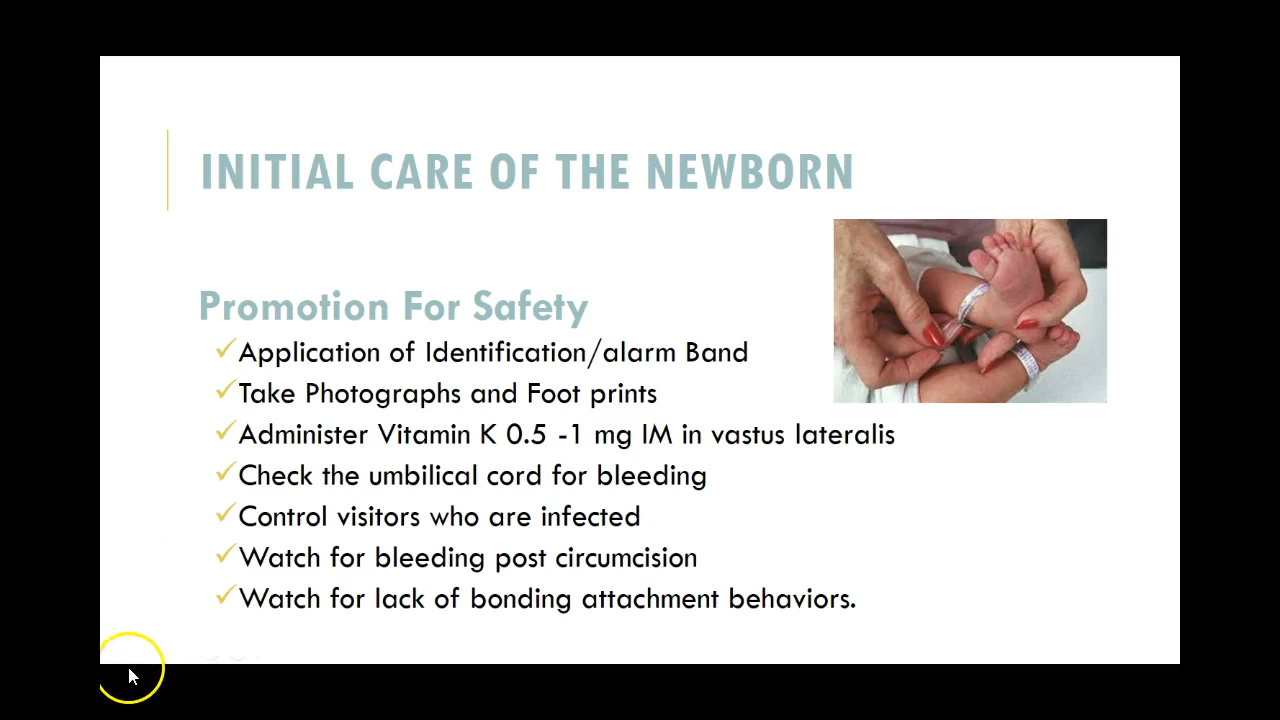 INITIAL CARE OF THE NEWBORN
Promotion For Safety
Application of Identification/alarm Band
Take Photographs and Foot prints
Administer Vitamin K 0.5 -1 mg IM in vastus lateralis
Check the umbilical cord for bleeding
Control visitors who are infected
Watch for bleeding post circumcision
Watch for lack of bonding attachment behaviors.